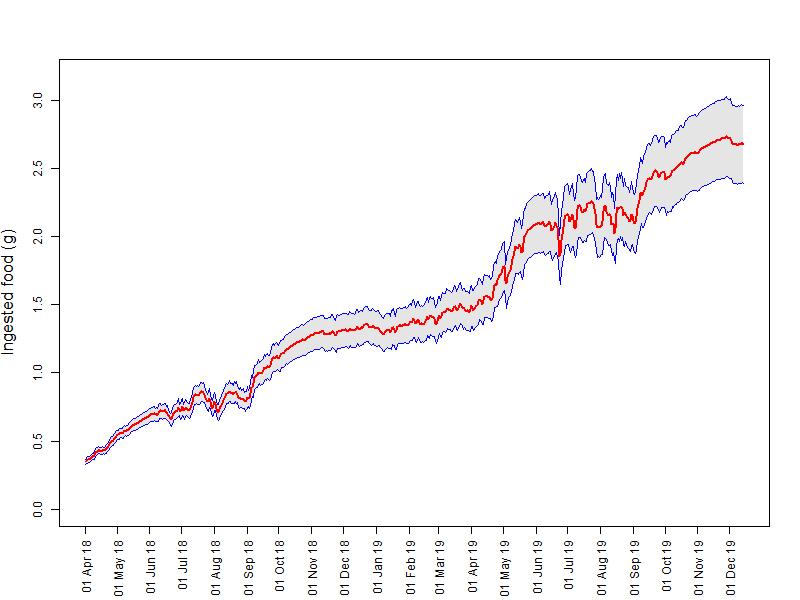 Ingested food (g)
3.0
2.5
2.0
1.5
1.0
0.5
0.0
01 Apr 18
01 May 18
01 Jun 18
01 Jul 18
01 Aug 18
01 Sep 18
01 Oct 18
01 Nov 18
01 Dec 18
01 Jan 19
01 Feb 19
01 Mar 19
01 Apr 19
01 May 19
01 Jun 19
01 Jul 19
01 Aug 19
01 Sep 19
01 Oct 19
01 Nov 19
01 Dec 19